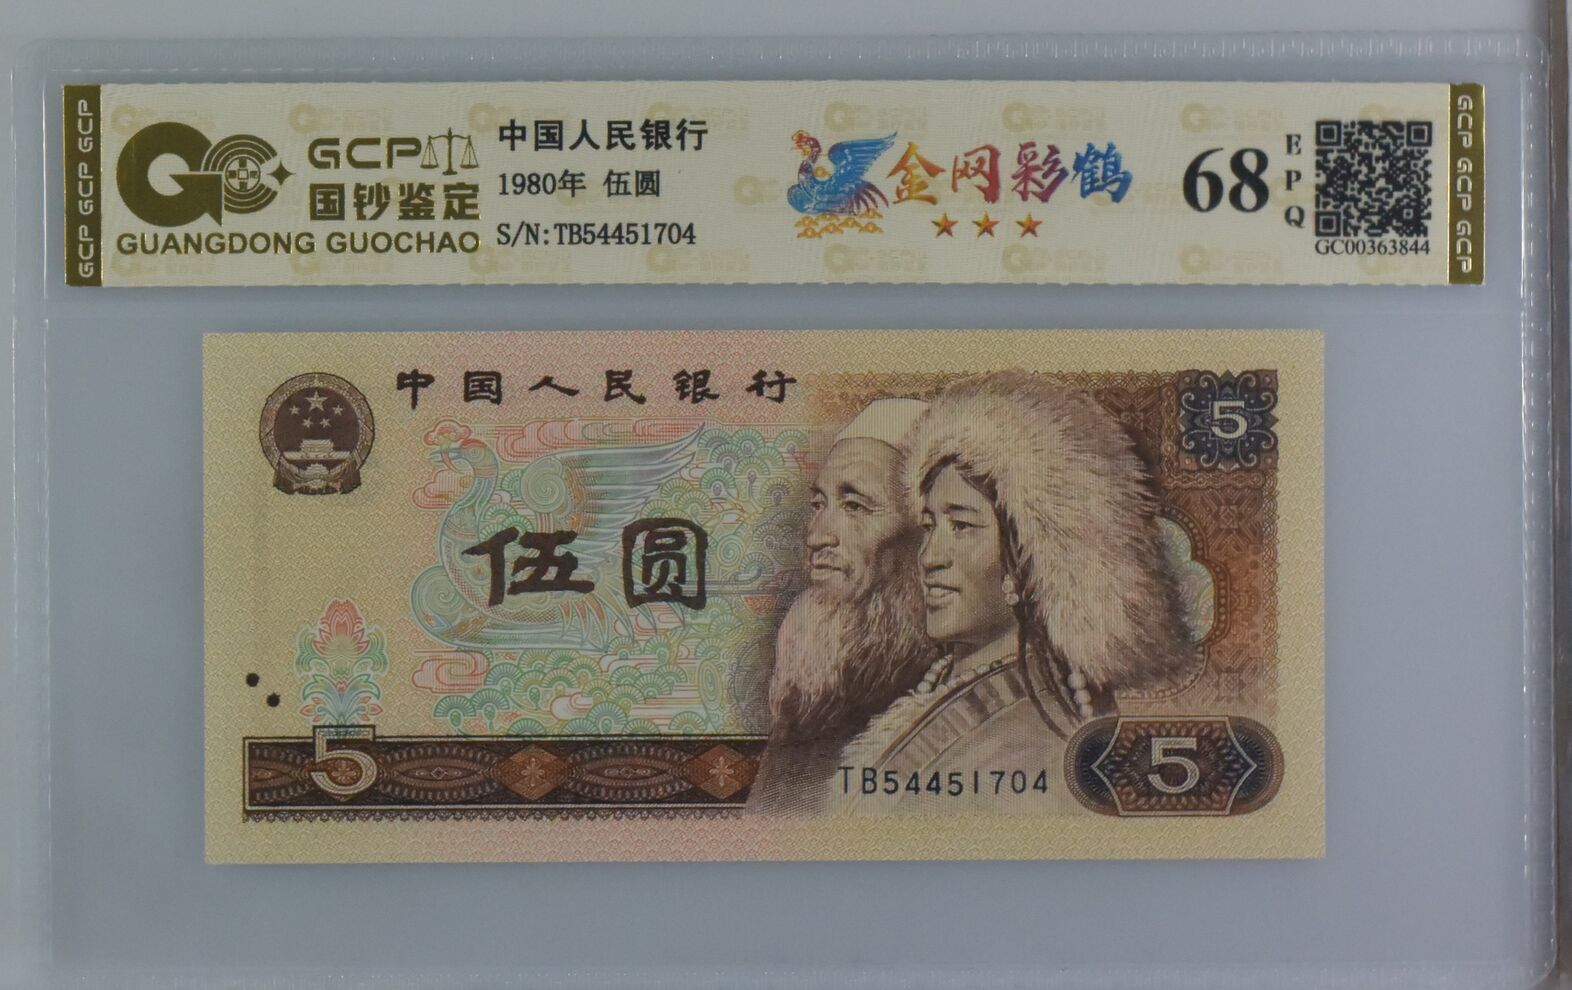 GCP GCP GCP
GCP
国钞鉴定
GUANGDONG GUOCHAO
中国人民银行
1980年 伍圆
S/N:TB54451704
金网彩鹤
68
EPQ
GC00363844
GCP GCP GCP
中国人民银行
5
伍圆
5
TB54451704
5